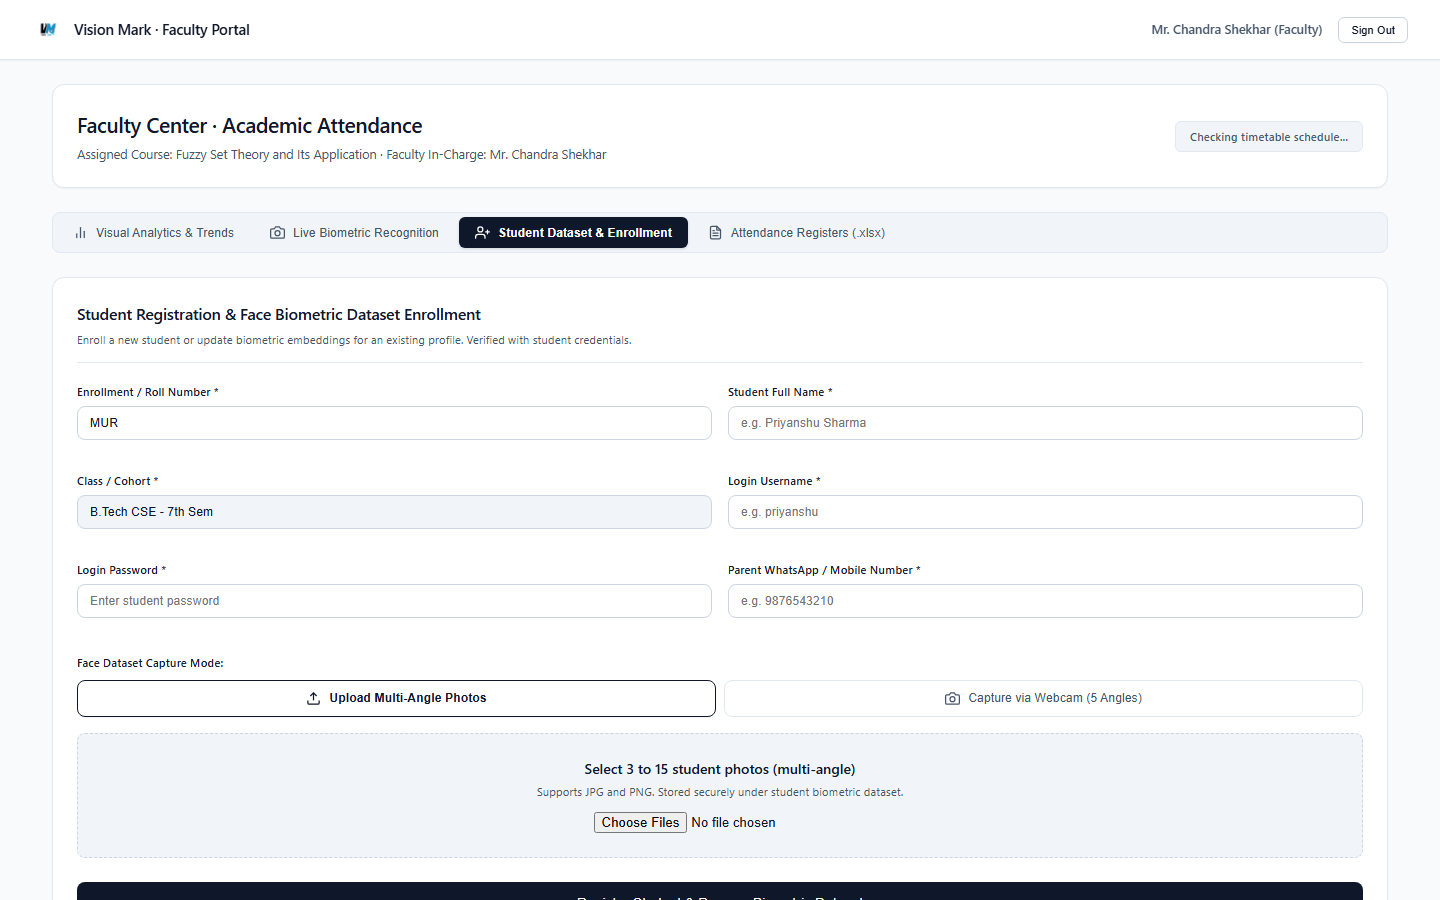 Vision Mark · Faculty Portal
Mr. Chandra Shekhar (Faculty)
Sign Out
Faculty Center · Academic Attendance
Assigned Course: Fuzzy Set Theory and Its Application · Faculty In-Charge: Mr. Chandra Shekhar
Checking timetable schedule...
Visual Analytics & Trends
Live Biometric Recognition
Student Dataset & Enrollment
Attendance Registers (.xlsx)
Student Registration & Face Biometric Dataset Enrollment
Enroll a new student or update biometric embeddings for an existing profile. Verified with student credentials.
Enrollment / Roll Number *
Student Full Name *
MUR
e.g. Priyanshu Sharma
Class / Cohort *
Login Username *
B.Tech CSE - 7th Sem
e.g. priyanshu
Login Password *
Parent WhatsApp / Mobile Number *
Enter student password
e.g. 9876543210
Face Dataset Capture Mode:
Upload Multi-Angle Photos
Capture via Webcam (5 Angles)
Select 3 to 15 student photos (multi-angle)
Supports JPG and PNG. Stored securely under student biometric dataset.
Choose Files No file chosen